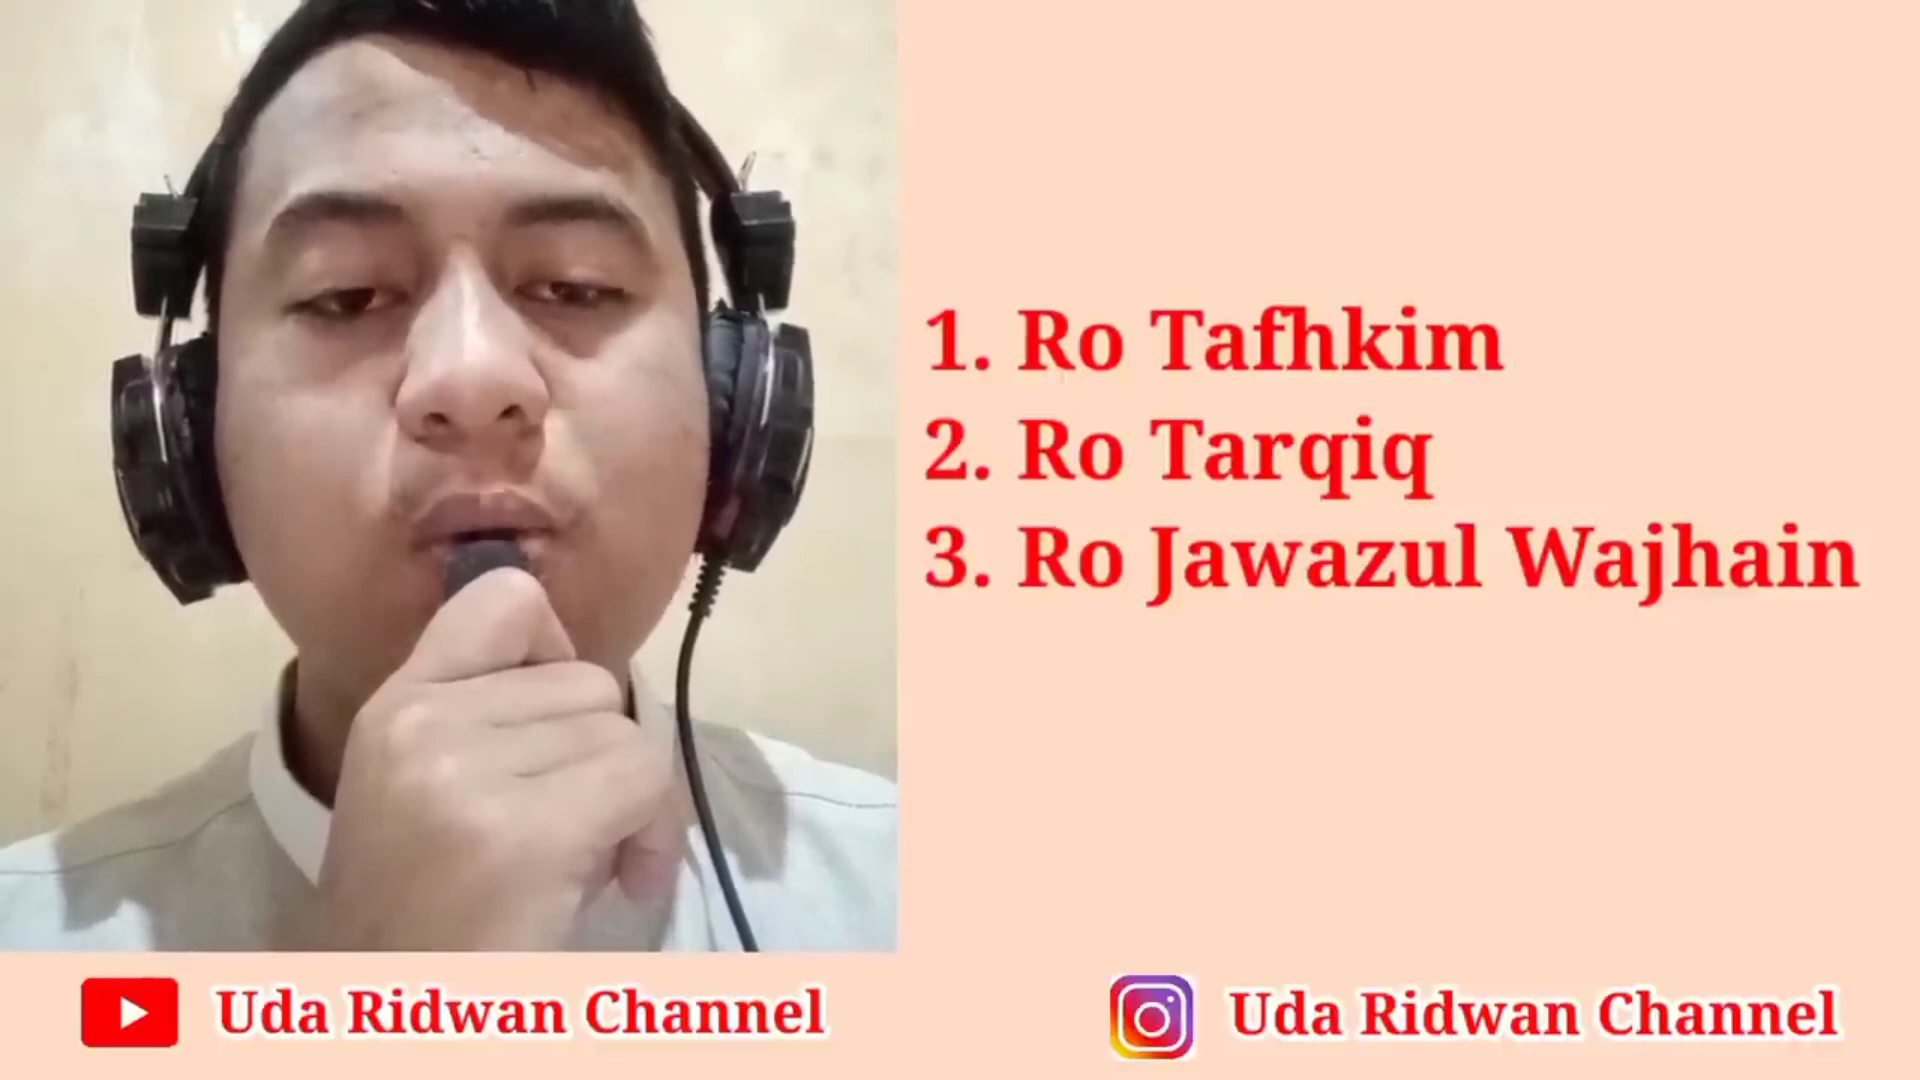 1. Ro Tafhkim
2. Ro Tarqiq
3. Ro Jawazul Wajhain
Uda Ridwan Channel
Uda Ridwan Channel